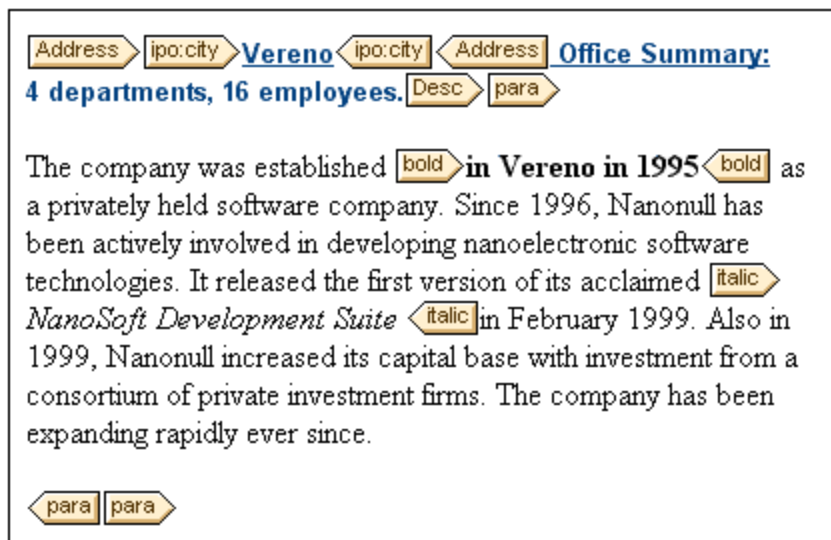 Address ipo:city Vereno ipo:city Address Office Summary:
4 departments, 16 employees. Desc para
The company was established bold in Vereno in 1995 bold as
a privately held software company. Since 1996, Nanonull has
been actively involved in developing nanoelectronic software
technologies. It released the first version of its acclaimed italic
NanoSoft Development Suite italic in February 1999. Also in
1999, Nanonull increased its capital base with investment from a
consortium of private investment firms. The company has been
expanding rapidly ever since.
para para